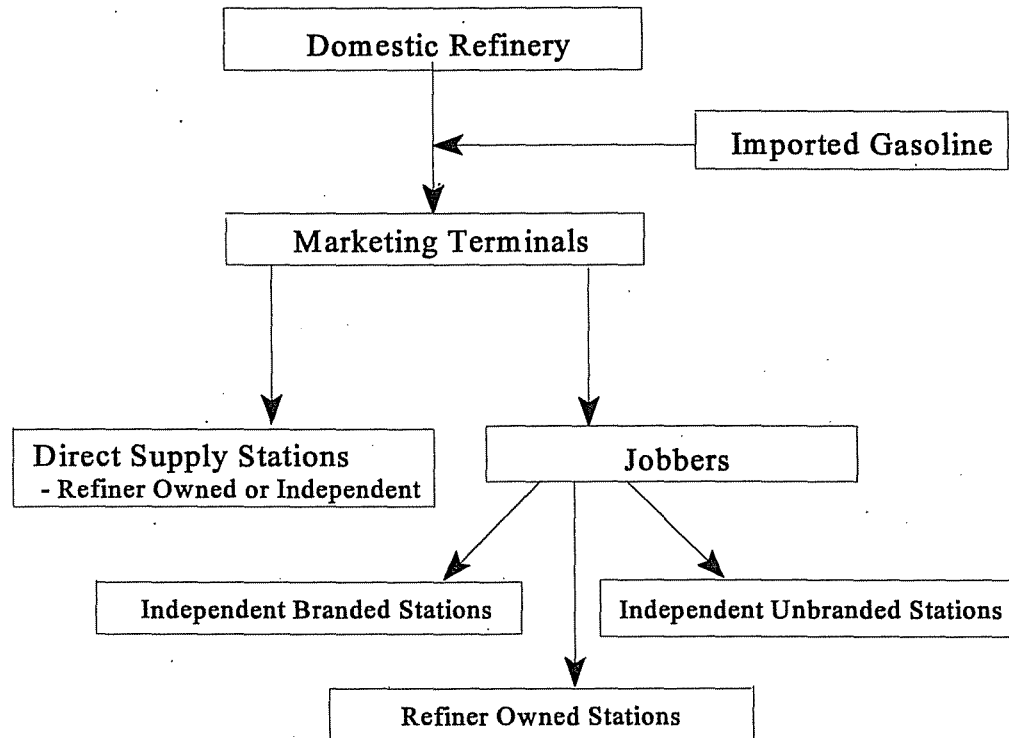 Domestic Refinery
Imported Gasoline
Marketing Terminals
Direct Supply Stations
- Refiner Owned or Independent
Jobbers
Independent Branded Stations
Independent Unbranded Stations
Refiner Owned Stations